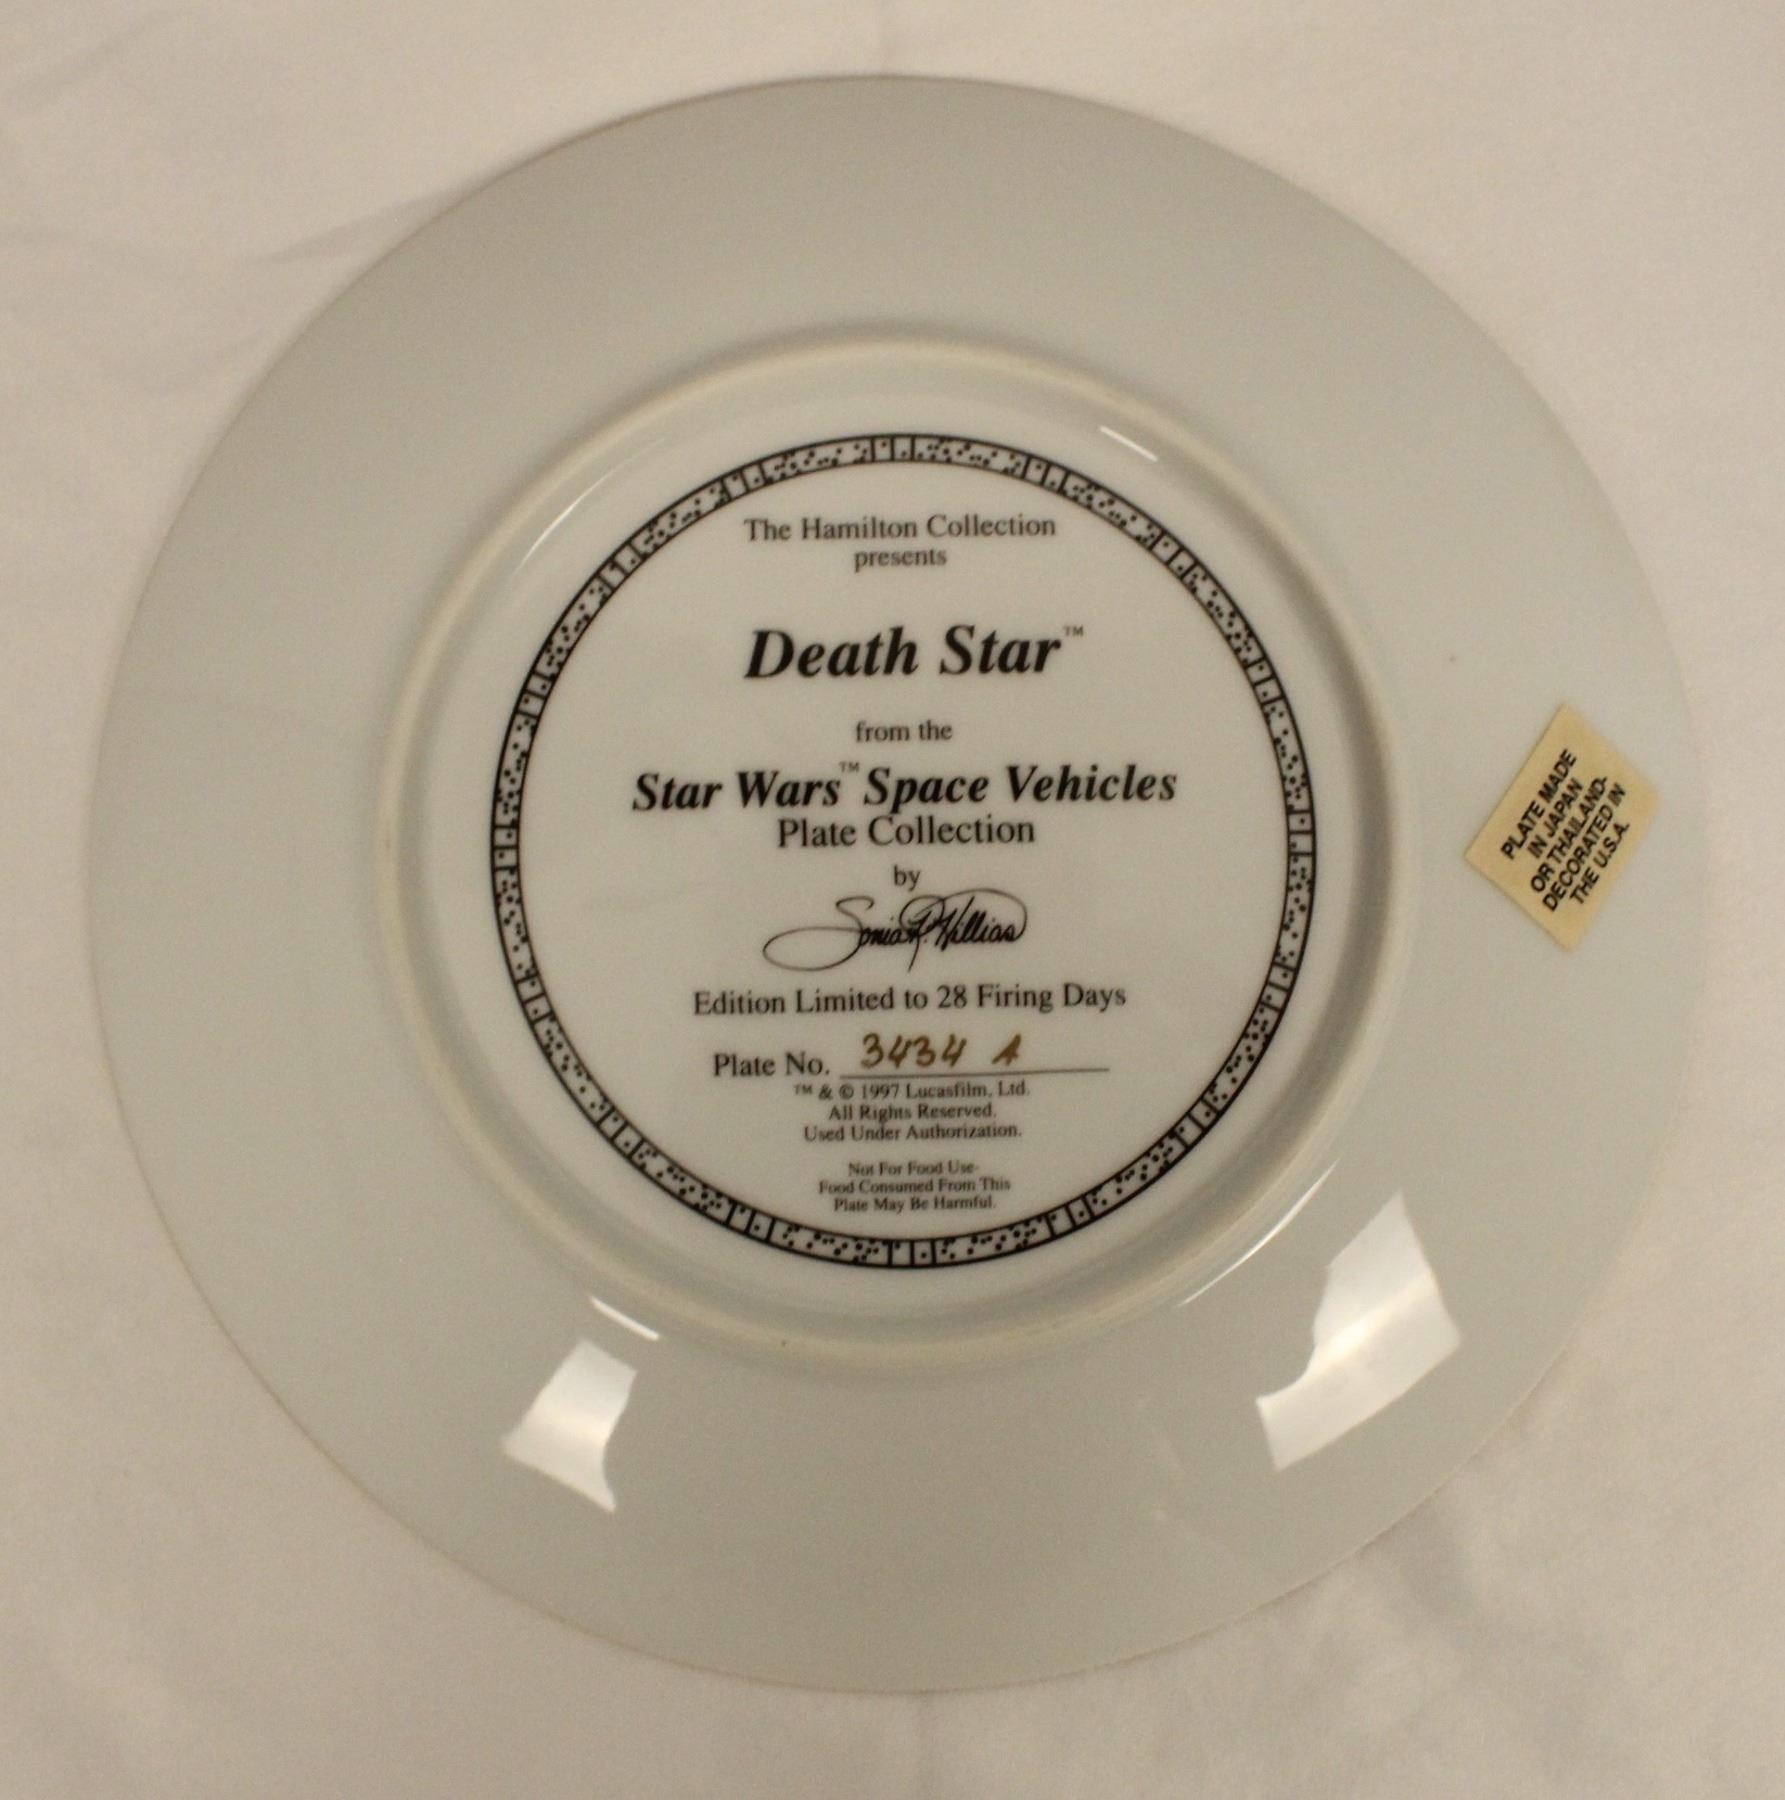 The Hamilton Collection
presents
Death Star™
from the
Star Wars™ Space Vehicles
Plate Collection
by
Sonia R. Hillios
Edition Limited to 28 Firing Days
Plate No. 3434 A
™ & © 1997 Lucasfilm, Ltd.
All Rights Reserved.
Used Under Authorization.
Not For Food Use-
Food Consumed From This
Plate May Be Harmful.
PLATE MADE
IN JAPAN
OR THAILAND-
DECORATED IN
THE U.S.A.